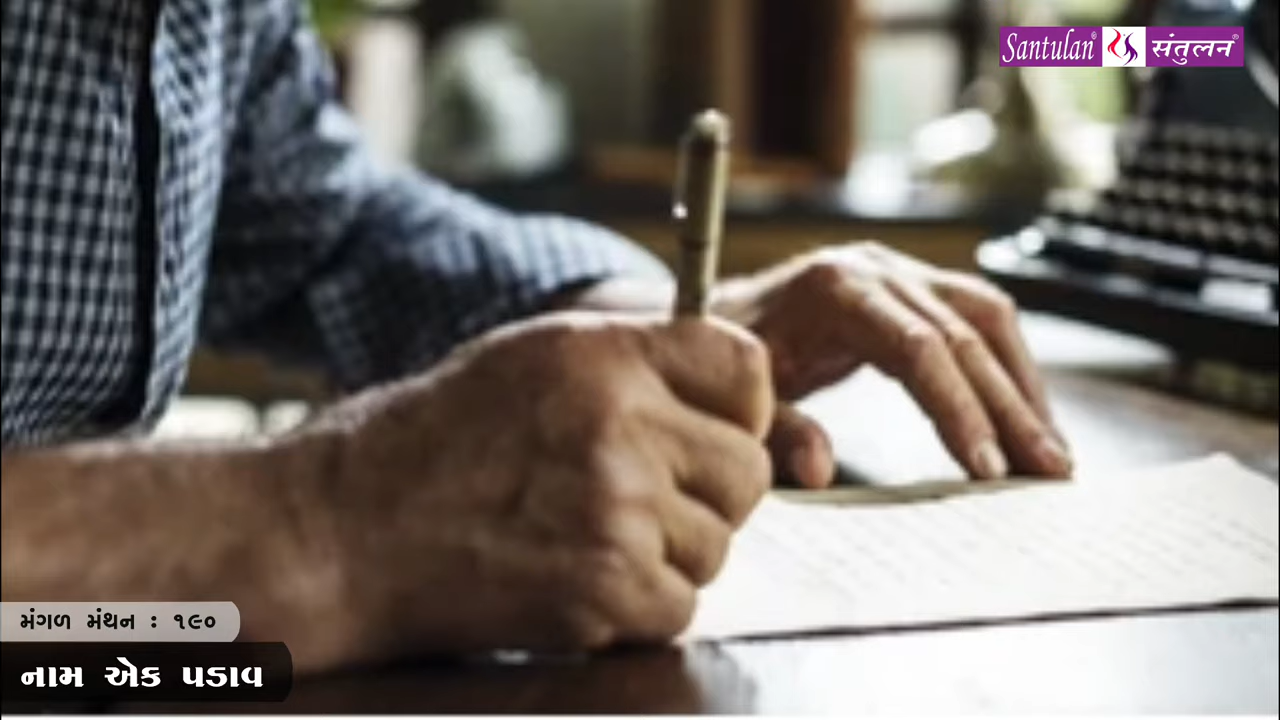 Santulan® संतुलन®
મંગળ મંથન : ૧૯૦
નામ એક પડાવ